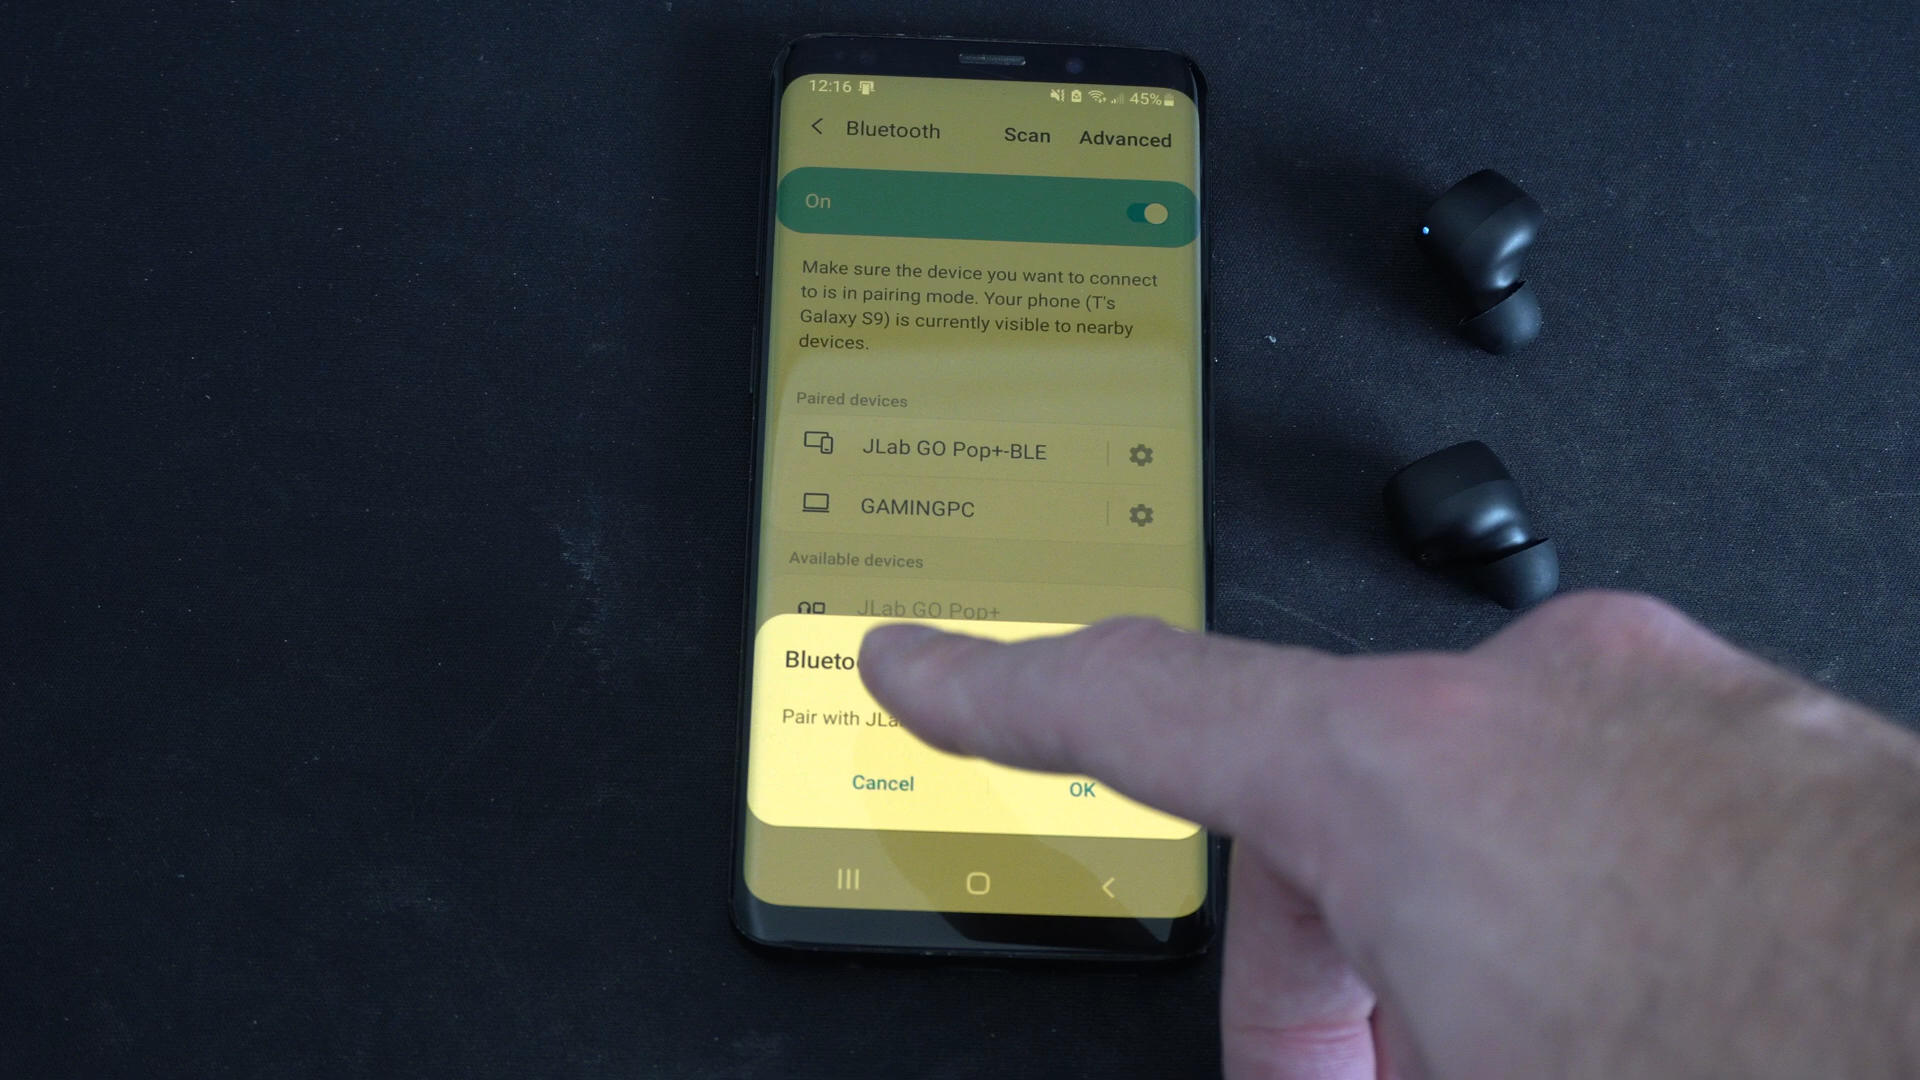 12:16 45%
Bluetooth Scan Advanced
On
Make sure the device you want to connect
to is in pairing mode. Your phone (T's
Galaxy S9) is currently visible to nearby
devices.
Paired devices
JLab GO Pop+-BLE
GAMINGPC
Available devices
JLab GO Pop+
Pair with
Cancel OK